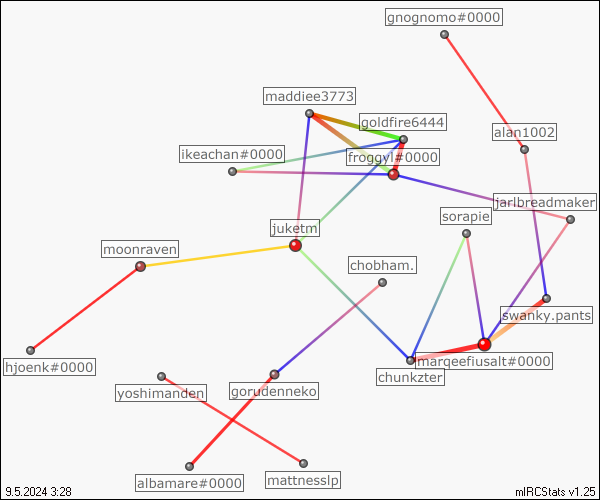 gnognomo#0000
maddiee3773
goldfire6444
alan1002
ikeachan#0000
froggyl#0000
jarlbreadmaker
sorapie
juketm
moonraven
chobham.
swanky.pants
hjoenk#0000
marqeefiusalt#0000
chunkzter
yoshimanden
gorudenneko
albamare#0000
mattnesslp
9.5.2024 3:28
mIRCStats v1.25